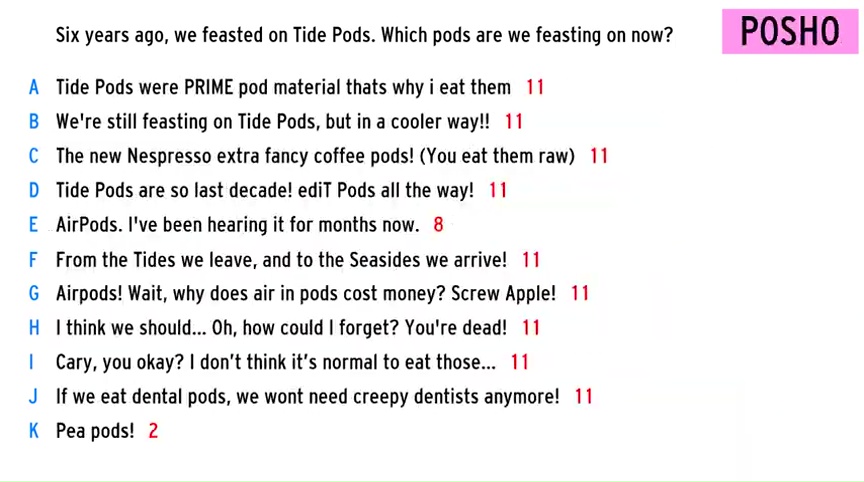 Six years ago, we feasted on Tide Pods. Which pods are we feasting on now?
POSHO
A Tide Pods were PRIME pod material thats why i eat them 11
B We're still feasting on Tide Pods, but in a cooler way!! 11
C The new Nespresso extra fancy coffee pods! (You eat them raw) 11
D Tide Pods are so last decade! ediT Pods all the way! 11
E AirPods. I've been hearing it for months now. 8
F From the Tides we leave, and to the Seasides we arrive! 11
G Airpods! Wait, why does air in pods cost money? Screw Apple! 11
H I think we should... Oh, how could I forget? You're dead! 11
I Cary, you okay? I don’t think it’s normal to eat those... 11
J If we eat dental pods, we wont need creepy dentists anymore! 11
K Pea pods! 2